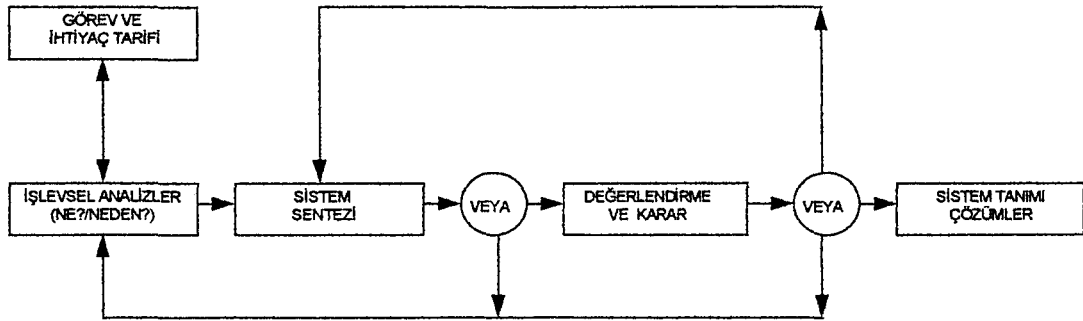 GÖREV VE
İHTİYAÇ TARİFİ
İŞLEVSEL ANALİZLER
(NE?/NEDEN?)
SİSTEM
SENTEZİ
VEYA
DEĞERLENDİRME
VE KARAR
VEYA
SİSTEM TANIMI
ÇÖZÜMLER